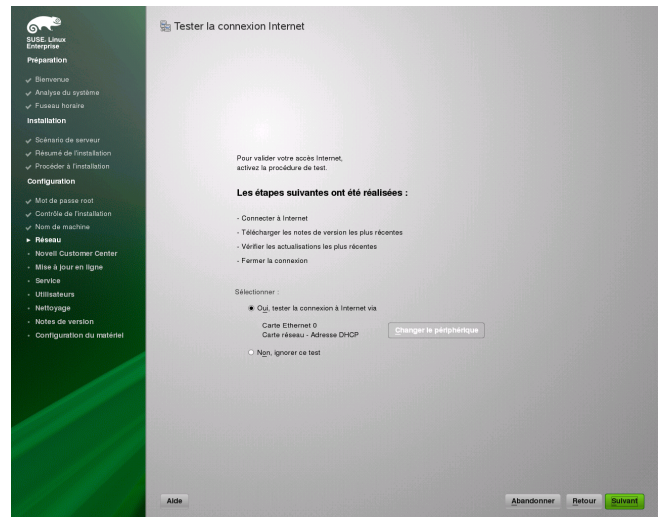 SUSE. Linux
Enterprise
Préparation
Bienvenue
Analyse du système
Fuseau horaire
Installation
Scénario de serveur
Résumé de l'installation
Procéder à l'installation
Configuration
Mot de passe root
Contrôle de l'installation
Nom de machine
Réseau
Novell Customer Center
Mise à jour en ligne
Service
Utilisateurs
Nettoyage
Notes de version
Configuration du matériel
Tester la connexion Internet
Pour valider votre accès Internet,
activez la procédure de test.
Les étapes suivantes ont été réalisées :
- Connecter à Internet
- Télécharger les notes de version les plus récentes
- Vérifier les actualisations les plus récentes
- Fermer la connexion
Sélectionner :
Oui, tester la connexion à Internet via
Carte Ethernet 0
Carte réseau - Adresse DHCP
Changer le périphérique
Non, ignorer ce test
Aide
Abandonner
Retour
Suivant